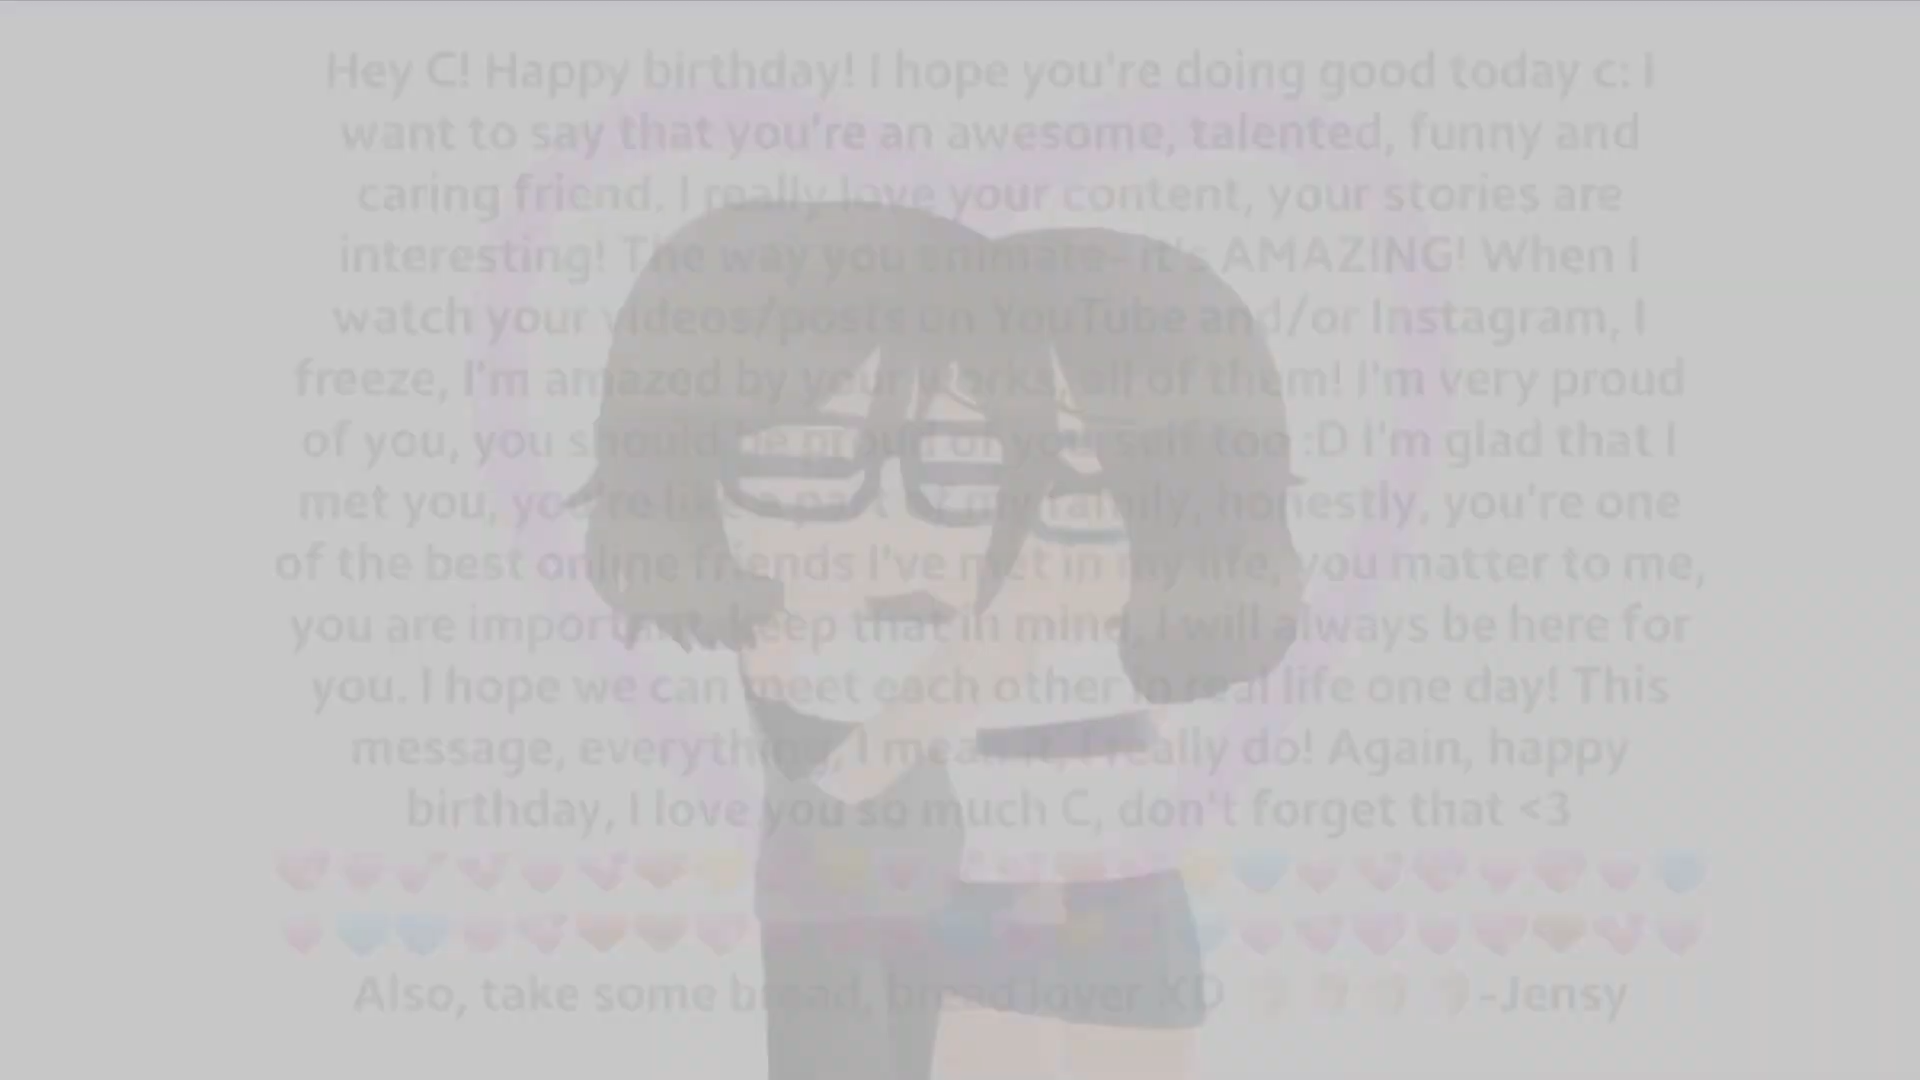 Hey C! Happy birthday! I hope you're doing good today c: I
want to say that you're an awesome, talented, funny and
caring friend. I really love your content, your stories are
interesting! The way you animate- it's AMAZING! When I
watch your videos/posts on YouTube and/or Instagram, I
freeze, I'm amazed by your works, all of them! I'm very proud
of you, you should be proud of yourself too :D I'm glad that I
met you, you're like a part of my family, honestly, you're one
of the best online friends I've met in my life, you matter to me,
you are important, keep that in mind, I will always be here for
you. I hope we can meet each other in real life one day! This
message, everything, I mean it, I really do! Again, happy
birthday, I love you so much C, don't forget that <3
Also, take some bread, bread lover XD -Jensy